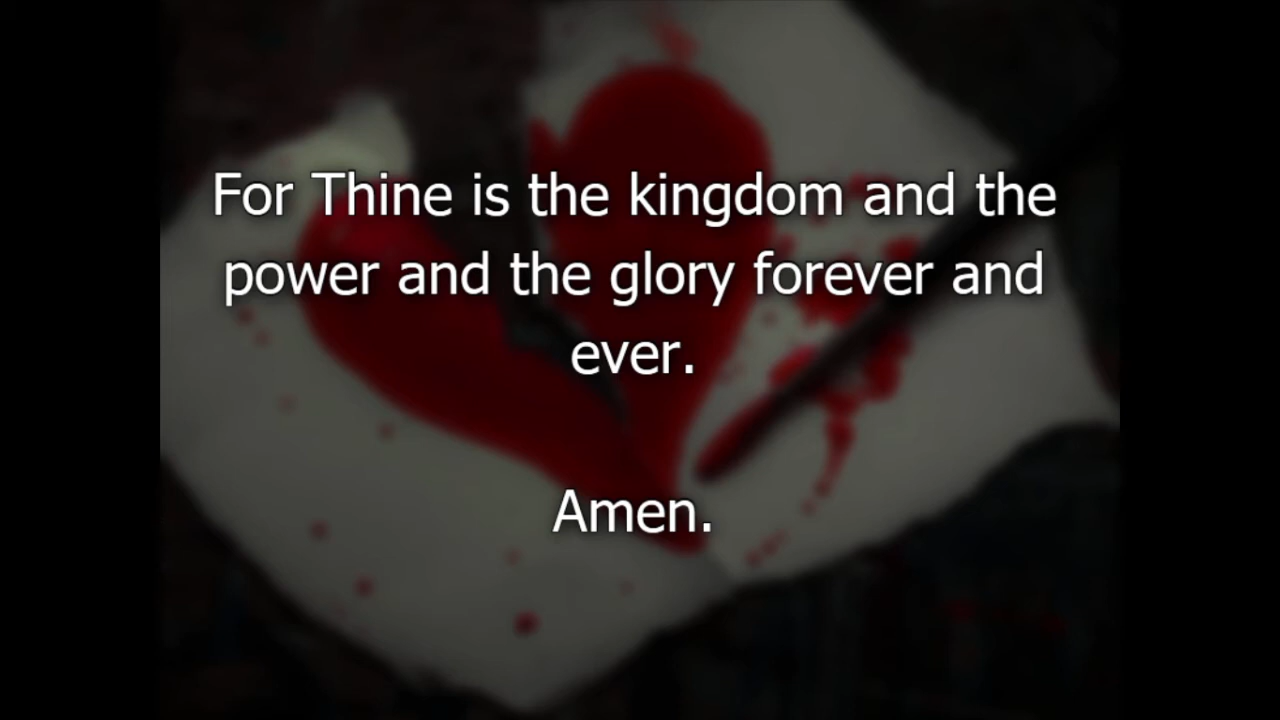 For Thine is the kingdom and the
power and the glory forever and
ever.
Amen.